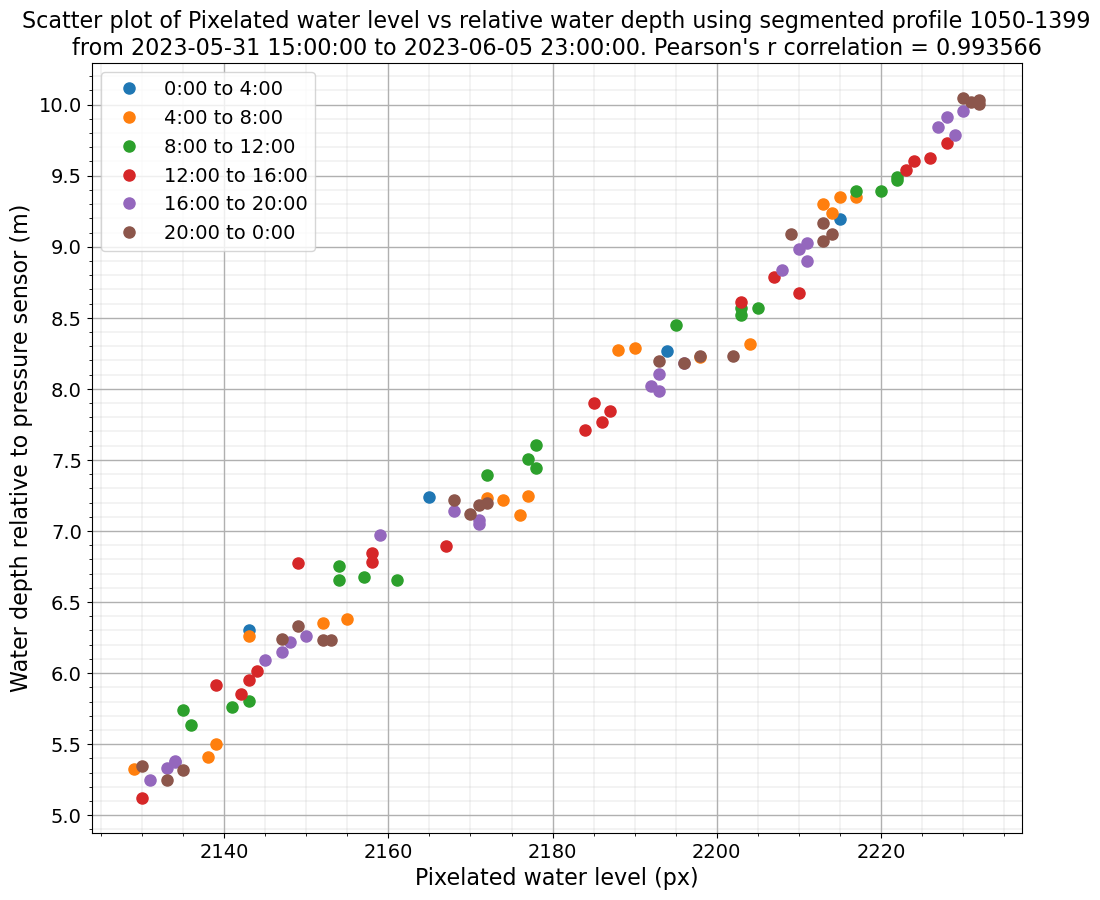 Scatter plot of Pixelated water level vs relative water depth using segmented profile 1050-1399
from 2023-05-31 15:00:00 to 2023-06-05 23:00:00. Pearson's r correlation = 0.993566
0:00 to 4:00
4:00 to 8:00
8:00 to 12:00
12:00 to 16:00
16:00 to 20:00
20:00 to 0:00
Water depth relative to pressure sensor (m)
10.0
9.5
9.0
8.5
8.0
7.5
7.0
6.5
6.0
5.5
5.0
2140 2160 2180 2200 2220
Pixelated water level (px)